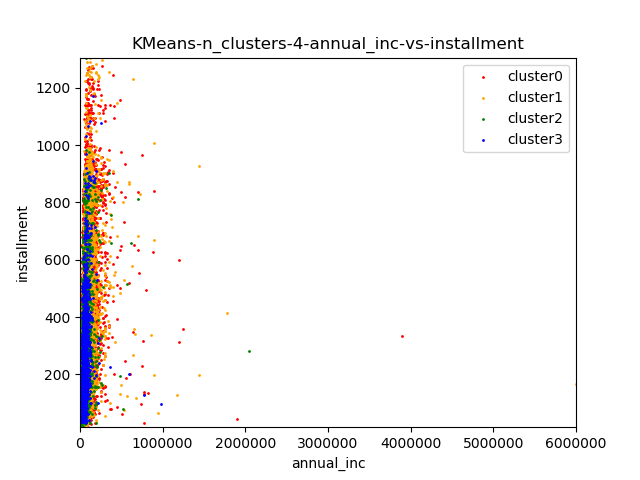 KMeans-n_clusters-4-annual_inc-vs-installment
cluster0
cluster1
cluster2
cluster3
1200
1000
800
600
400
200
installment
0 1000000 2000000 3000000 4000000 5000000 6000000
annual_inc